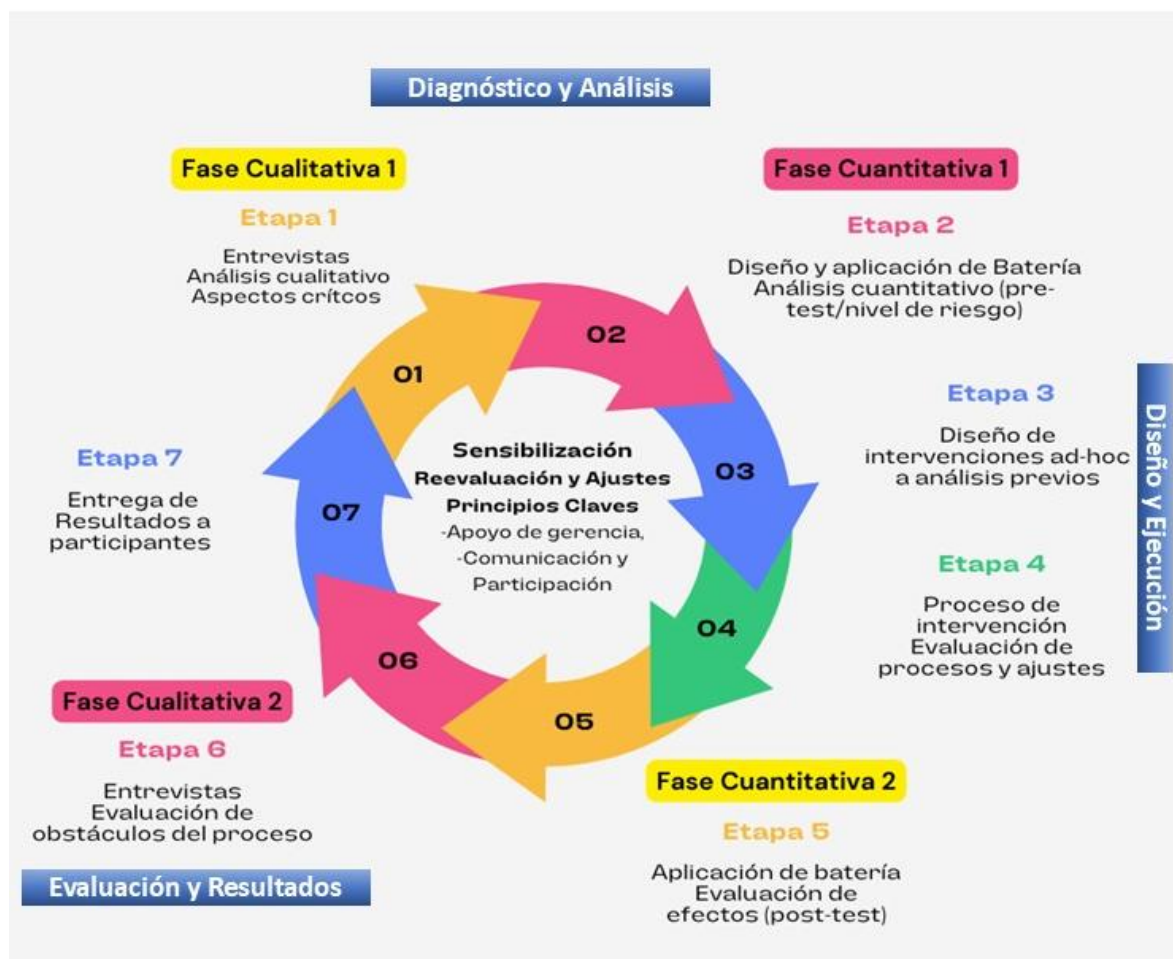 Diagnóstico y Análisis
Fase Cualitativa 1
Etapa 1
Entrevistas
Análisis cualitativo
Aspectos crítcos
Fase Cuantitativa 1
Etapa 2
Diseño y aplicación de Batería
Análisis cuantitativo (pre-
test/nivel de riesgo)
01
02
03
04
05
06
07
Etapa 3
Diseño de
intervenciones ad-hoc
a análisis previos
Diseño y Ejecución
Etapa 4
Proceso de
intervención
Evaluación de
procesos y ajustes
Sensibilización
Reevaluación y Ajustes
Principios Claves
-Apoyo de gerencia,
-Comunicación y
Participación
Fase Cuantitativa 2
Etapa 5
Aplicación de batería
Evaluación de
efectos (post-test)
Fase Cualitativa 2
Etapa 6
Entrevistas
Evaluación de
obstáculos del proceso
Evaluación y Resultados
Etapa 7
Entrega de
Resultados a
participantes